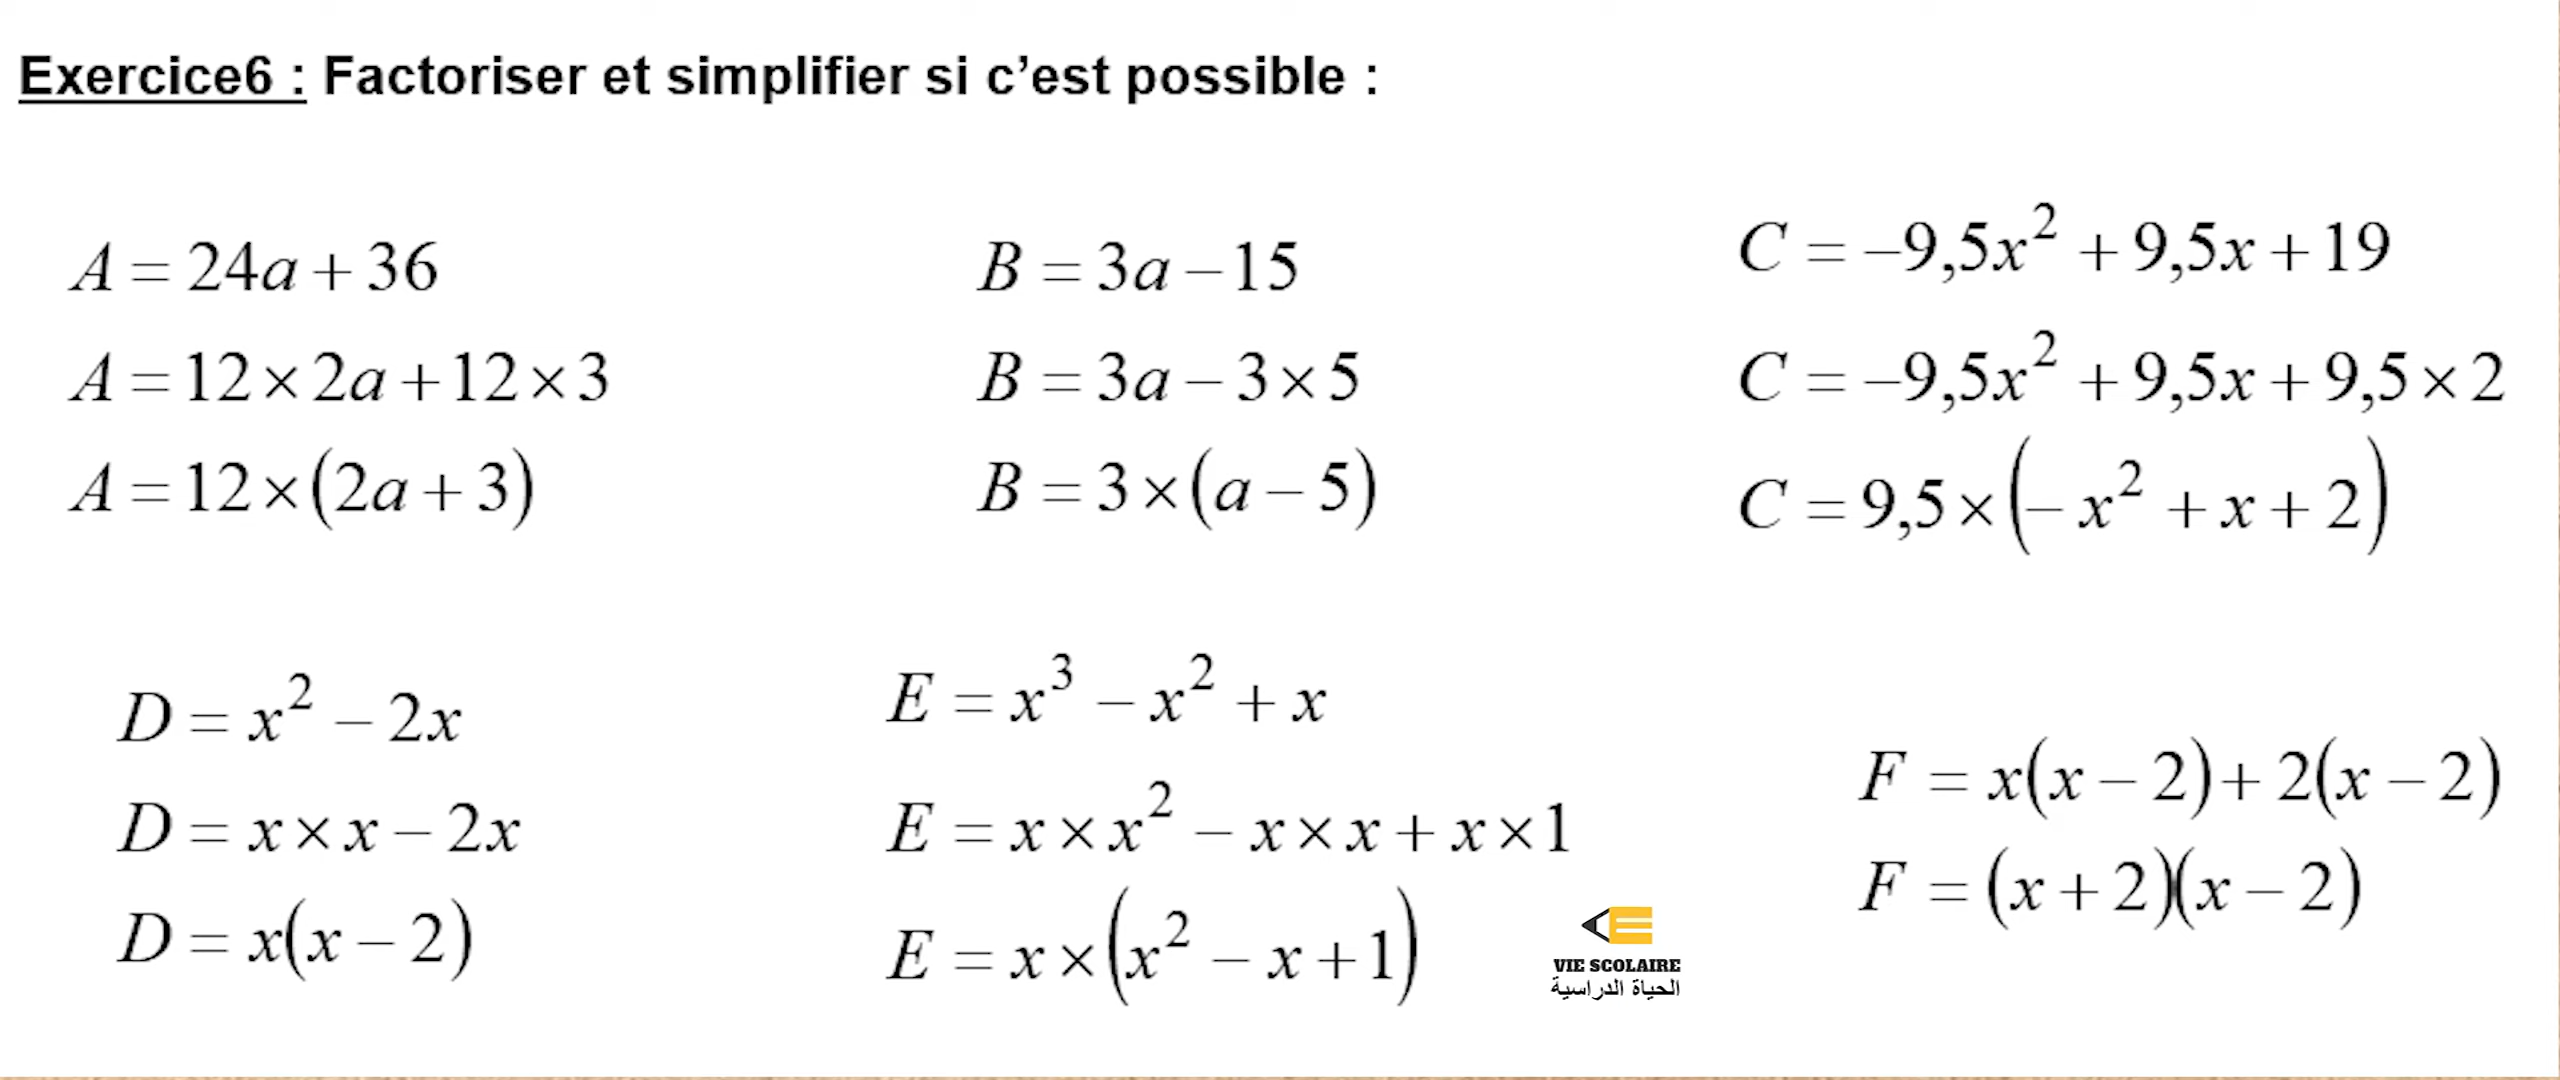 Exercice6 : Factoriser et simplifier si c’est possible :
A = 24a + 36
A = 12 × 2a + 12 × 3
A = 12 × (2a + 3)
B = 3a − 15
B = 3a − 3 × 5
B = 3 × (a − 5)
C = −9,5x² + 9,5x + 19
C = −9,5x² + 9,5x + 9,5 × 2
C = 9,5 × (− x² + x + 2)
D = x² − 2x
D = x × x − 2x
D = x(x − 2)
E = x³ − x² + x
E = x × x² − x × x + x × 1
E = x × (x² − x + 1)
F = x(x − 2) + 2(x − 2)
F = (x + 2)(x − 2)
VIE SCOLAIRE
الحياة الدراسية